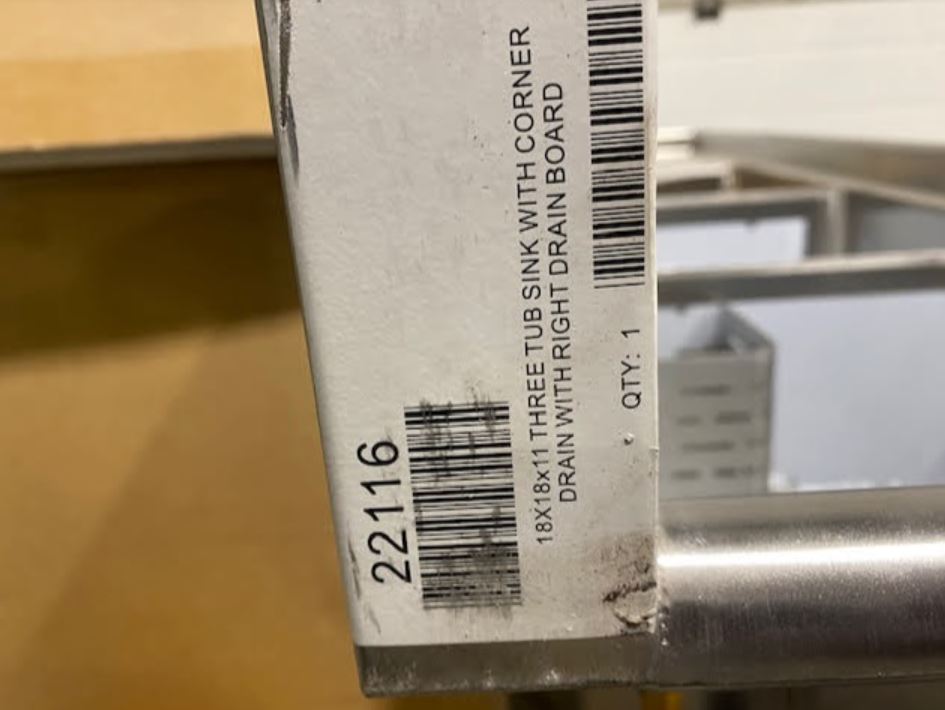 22116
18X18x11 THREE TUB SINK WITH CORNER
DRAIN WITH RIGHT DRAIN BOARD
QTY: 1